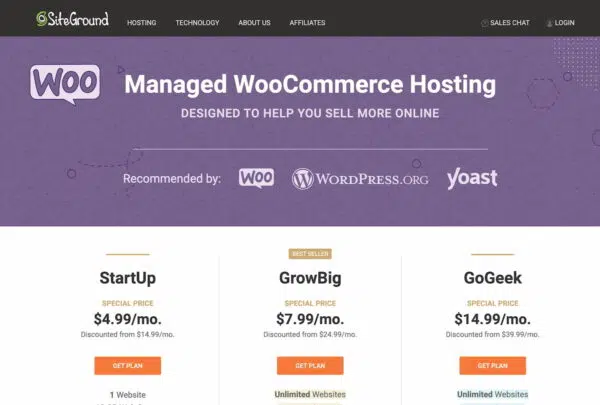 SiteGround HOSTING TECHNOLOGY ABOUT US AFFILIATES SALES CHAT LOGIN
WOO Managed WooCommerce Hosting
DESIGNED TO HELP YOU SELL MORE ONLINE
Recommended by: WOO WORDPRESS.ORG yoast
BEST SELLER
StartUp GrowBig GoGeek
SPECIAL PRICE SPECIAL PRICE SPECIAL PRICE
$4.99/mo. $7.99/mo. $14.99/mo.
Discounted from $14.99/mo. Discounted from $24.99/mo. Discounted from $39.99/mo.
GET PLAN GET PLAN GET PLAN
1 Website Unlimited Websites Unlimited Websites